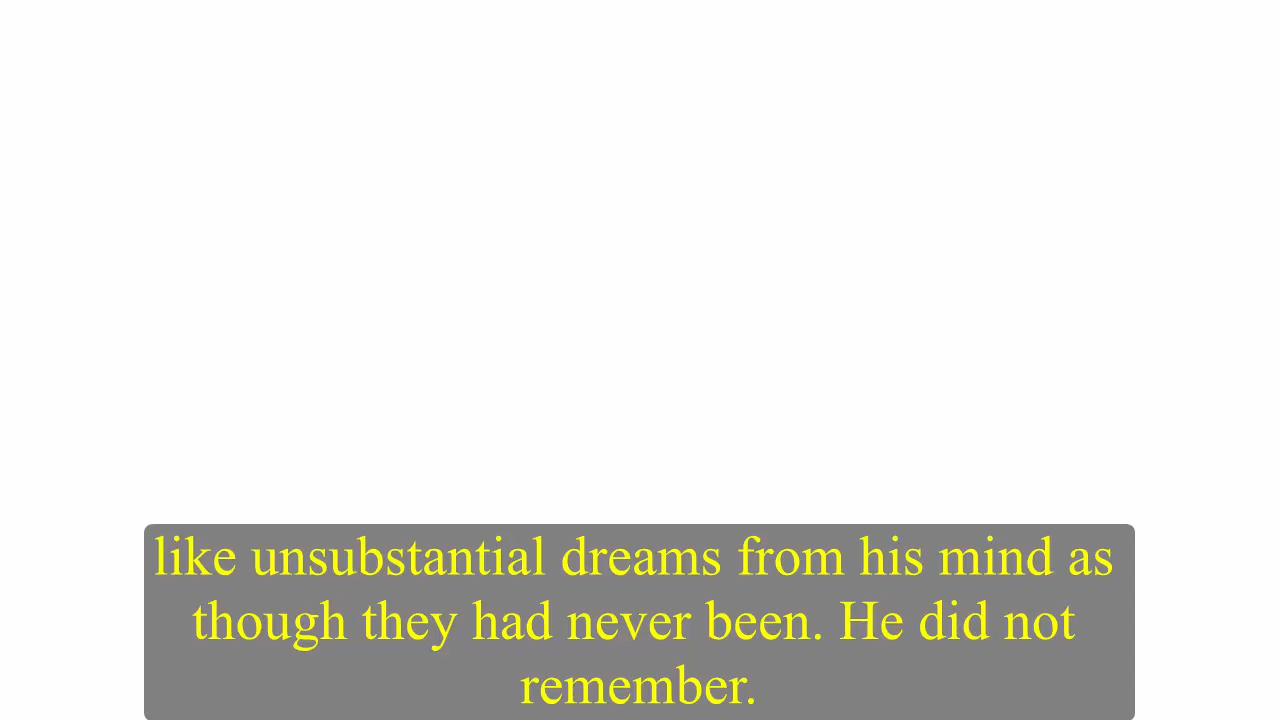 like unsubstantial dreams from his mind as
though they had never been. He did not
remember.